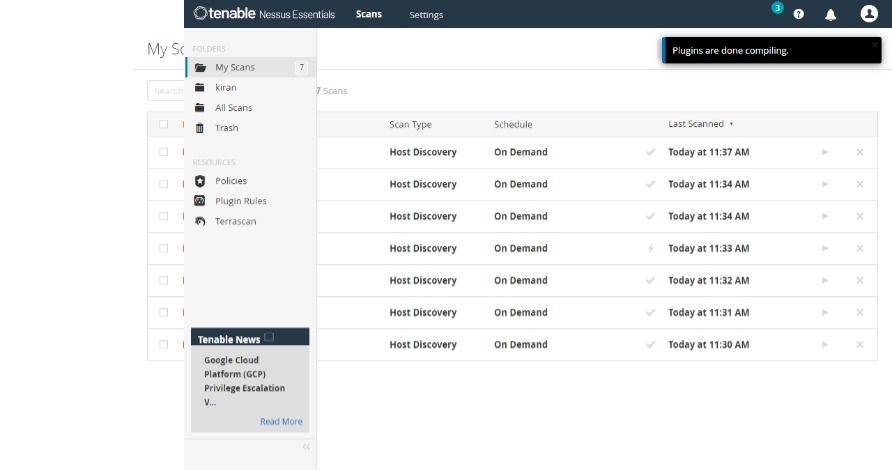 tenable Nessus Essentials Scans Settings 3
Plugins are done compiling.
My Sc
FOLDERS
My Scans 7
kiran
All Scans
Trash
RESOURCES
Policies
Plugin Rules
Terrascan
Tenable News
Google Cloud
Platform (GCP)
Privilege Escalation
V...
Read More
Search
7 Scans
Scan Type Schedule Last Scanned
Host Discovery On Demand Today at 11:37 AM
Host Discovery On Demand Today at 11:34 AM
Host Discovery On Demand Today at 11:34 AM
Host Discovery On Demand Today at 11:33 AM
Host Discovery On Demand Today at 11:32 AM
Host Discovery On Demand Today at 11:31 AM
Host Discovery On Demand Today at 11:30 AM